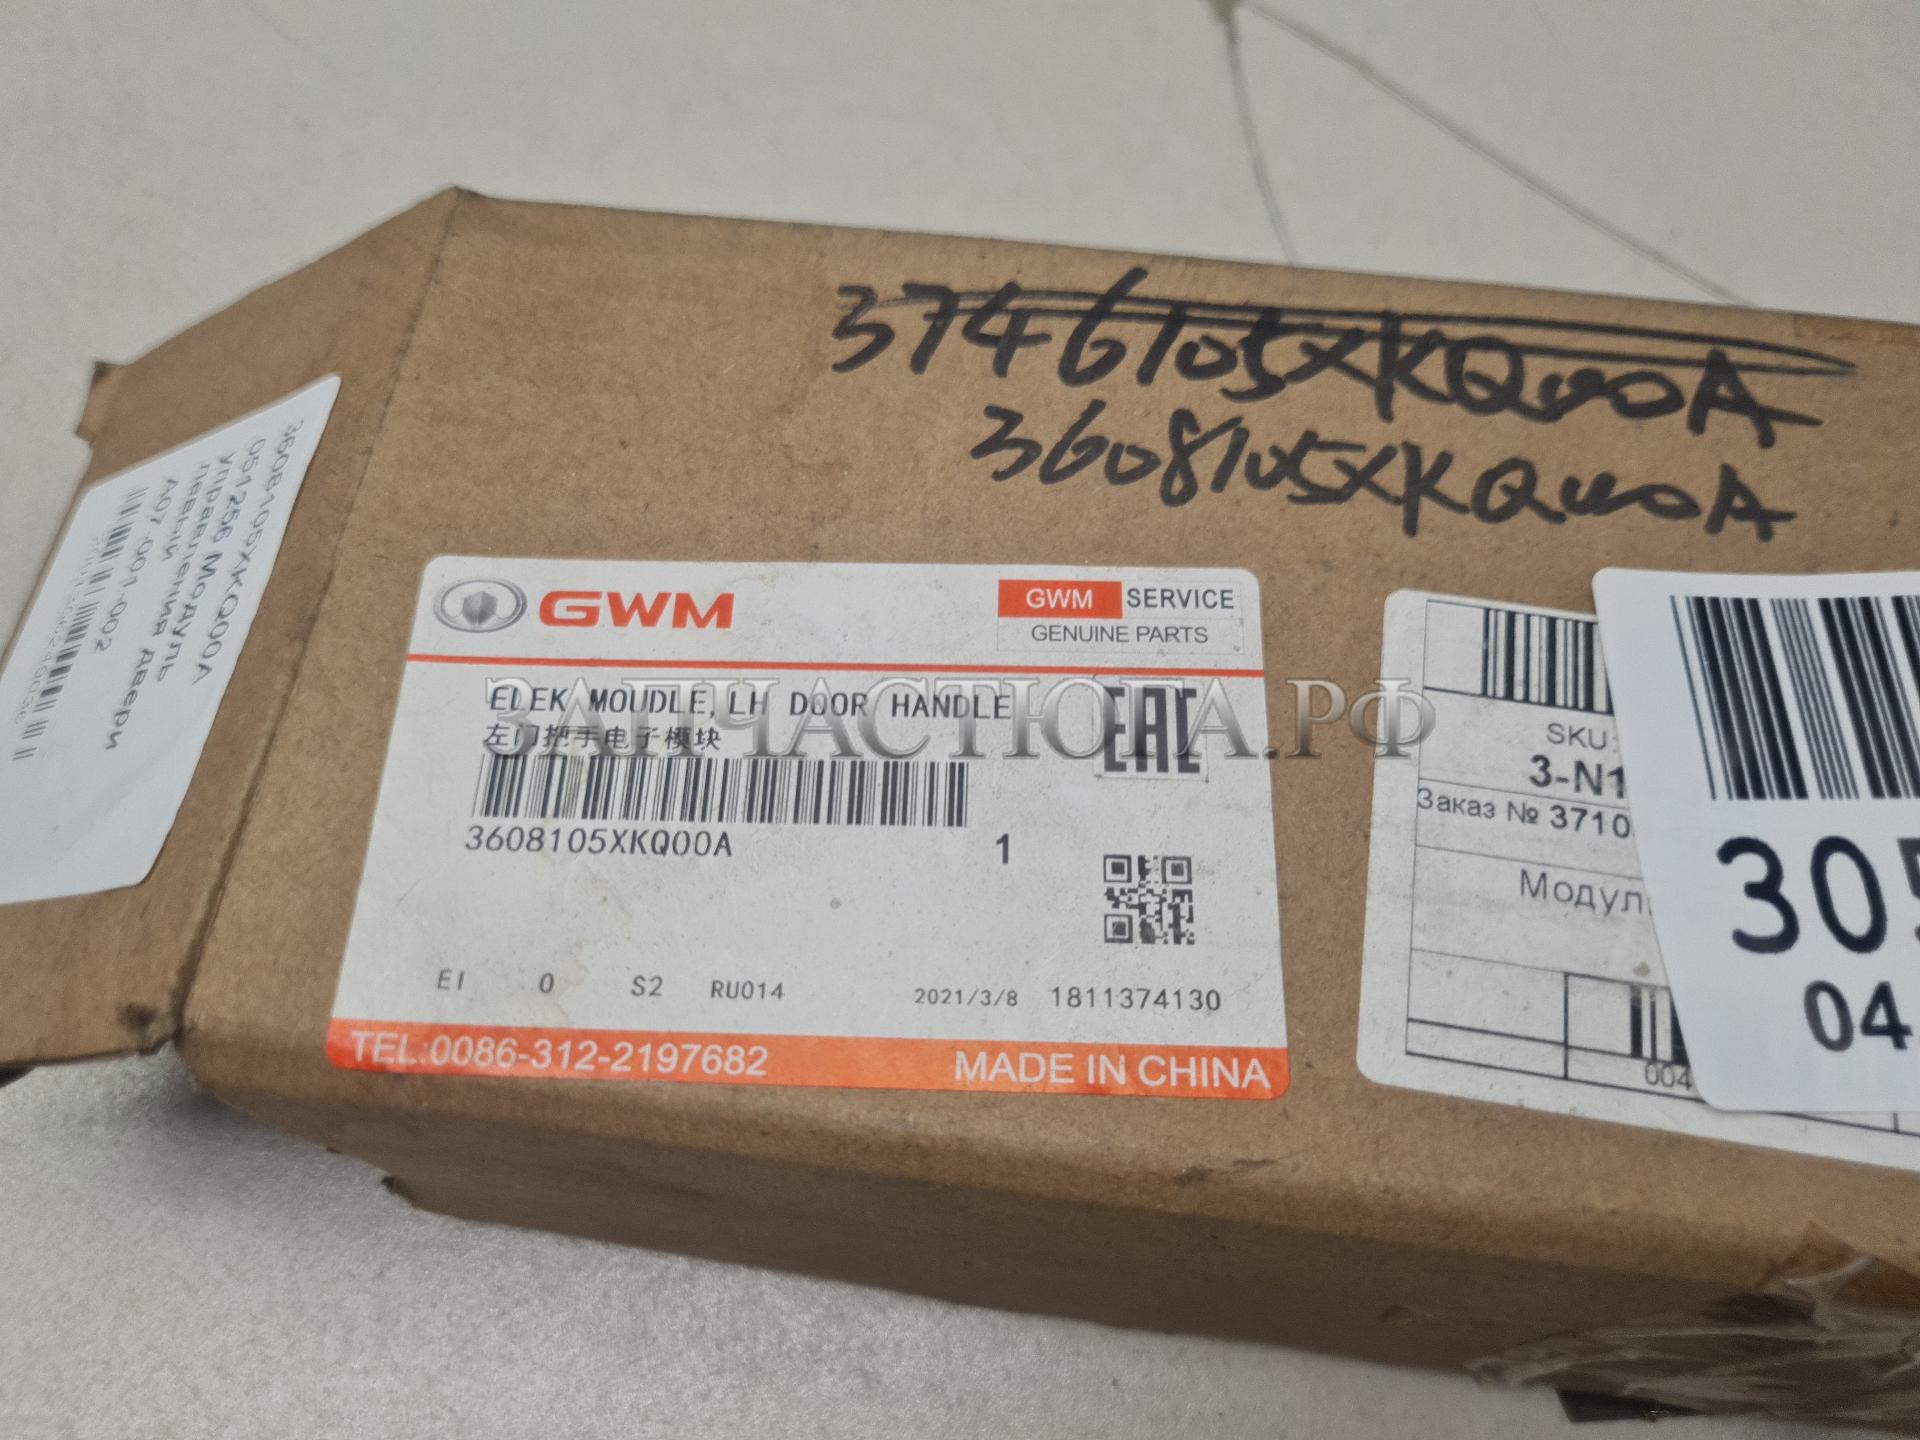 3746105XKQ00A
3608105XKQ00A
GWM
GWM SERVICE
GENUINE PARTS
ELEK MOUDLE, LH DOOR HANDLE
左门把手电子模块
EAC
3608105XKQ00A
1
EI 0 S2 RU014 2021/3/8 1811374130
TEL:0086-312-2197682 MADE IN CHINA
ЗАПЧАСТЮГА.РФ
3608105XKQ00A
051256 Модуль
управления двери
левый
A07-001-002
SKU:
3-N1
Заказ № 3710
Модул
004
305
04